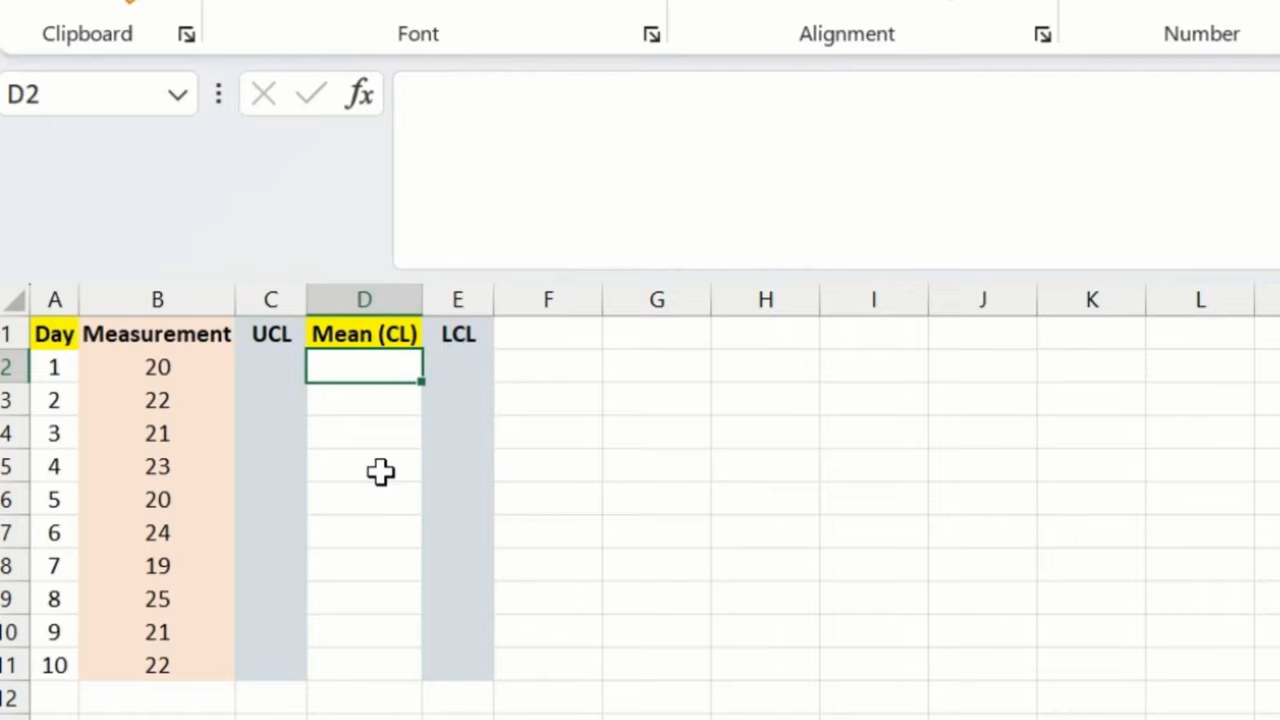 Clipboard Font Alignment Number
D2 fx
A B C D E F G H I J K L
1 Day Measurement UCL Mean (CL) LCL
2 1 20
3 2 22
4 3 21
5 4 23
6 5 20
7 6 24
8 7 19
9 8 25
10 9 21
11 10 22
12